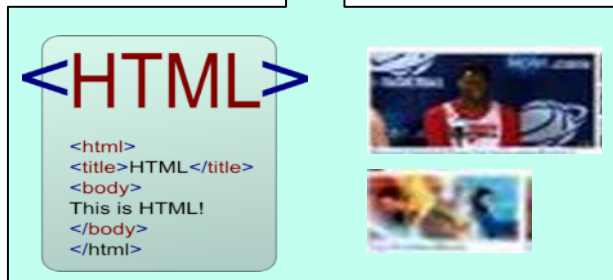 <HTML>
<html>
<title>HTML</title>
<body>
This is HTML!
</body>
</html>